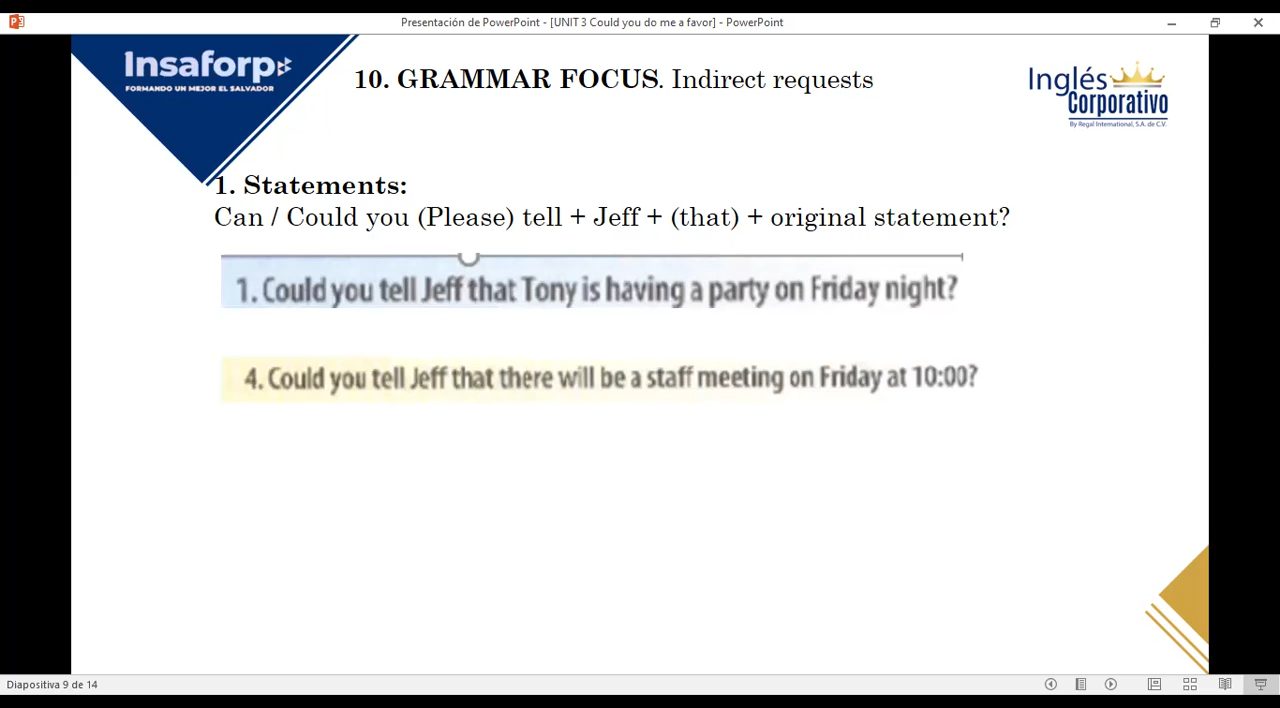 Presentación de PowerPoint - [UNIT 3 Could you do me a favor] - PowerPoint
Insaforp
FORMANDO UN MEJOR EL SALVADOR
10. GRAMMAR FOCUS. Indirect requests
Inglés
Corporativo
By Regal International, S.A. de C.V.
1. Statements:
Can / Could you (Please) tell + Jeff + (that) + original statement?
1. Could you tell Jeff that Tony is having a party on Friday night?
4. Could you tell Jeff that there will be a staff meeting on Friday at 10:00?
Diapositiva 9 de 14